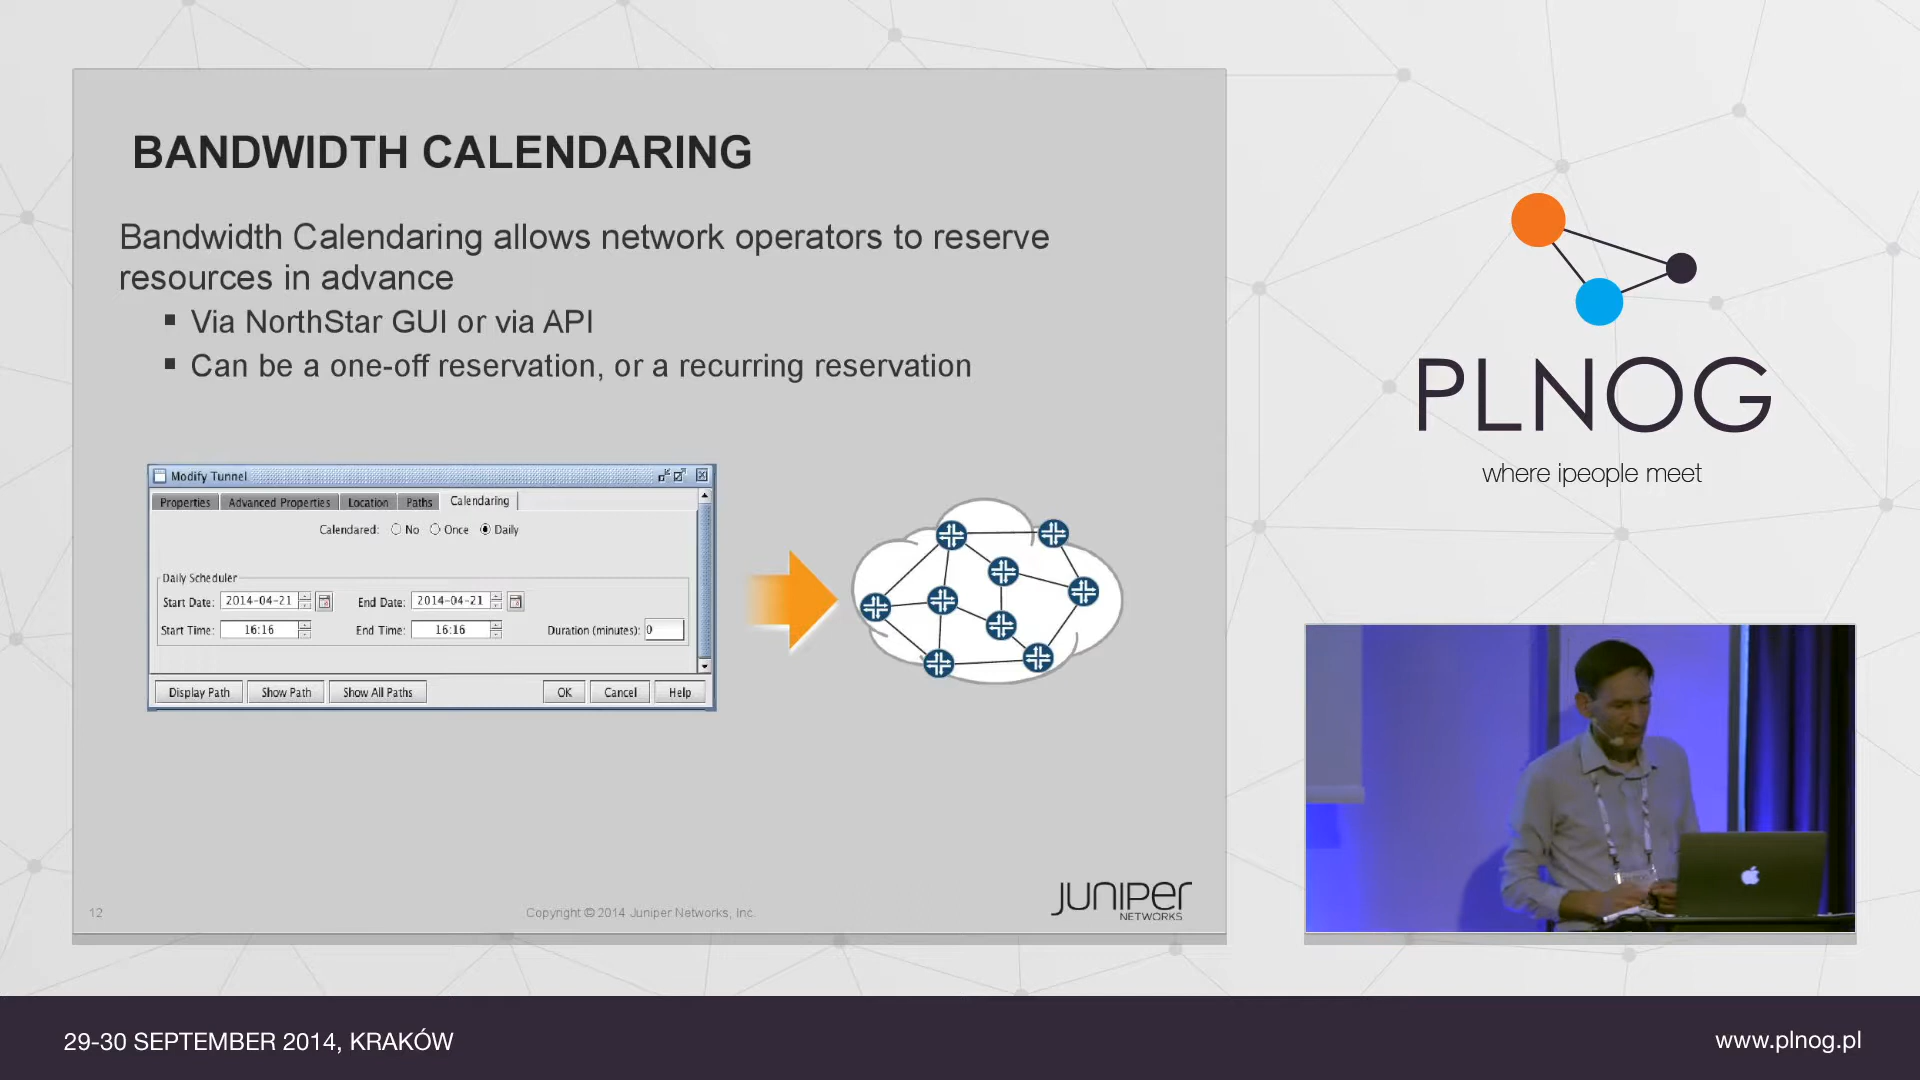 BANDWIDTH CALENDARING
Bandwidth Calendaring allows network operators to reserve
resources in advance
Via NorthStar GUI or via API
Can be a one-off reservation, or a recurring reservation
Modify Tunnel
Properties Advanced Properties Location Paths Calendaring
Calendared: No Once Daily
Daily Scheduler
Start Date: 2014-04-21 End Date: 2014-04-21
Start Time: 16:16 End Time: 16:16 Duration (minutes): 0
Display Path Show Path Show All Paths OK Cancel Help
12
Copyright © 2014 Juniper Networks, Inc.
JUNIPER
NETWORKS
PLNOG
where ipeople meet
29-30 SEPTEMBER 2014, KRAKÓW
www.plnog.pl